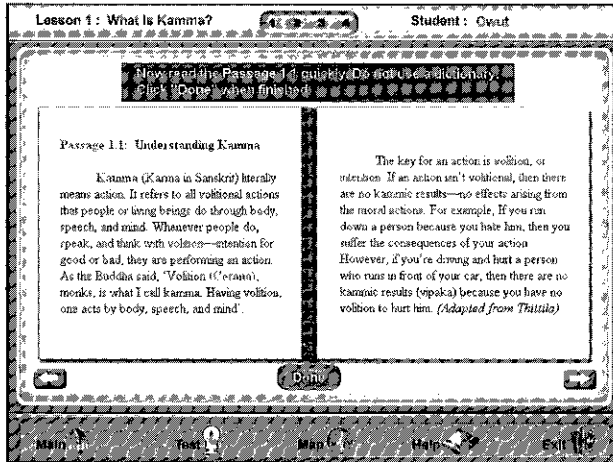 Lesson 1 : What Is Kamma?
1 2 3 4
Student : Owut
Now read the Passage 1.1 quickly. Do not use a dictionary.
Click "Done" when finished.
Passage 1.1: Understanding Kamma
Kamma (Karma in Sanskrit) literally
means action. It refers to all volitional actions
that people or living beings do through body,
speech, and mind. Whenever people do,
speak, and think with volition—intention for
good or bad, they are performing an action.
As the Buddha said, 'Volition (Cetana),
monks, is what I call kamma. Having volition,
one acts by body, speech, and mind'.
The key for an action is volition, or
intention. If an action isn't volitional, then there
are no kammic results—no effects arising from
the moral actions. For example, If you run
down a person because you hate him, then you
suffer the consequences of your action
However, if you're driving and hurt a person
who runs in front of your car, then there are no
kammic results (vipaka) because you have no
volition to hurt him. (Adapted from Thittila)
Done
Main
Test
Map
Help
Exit